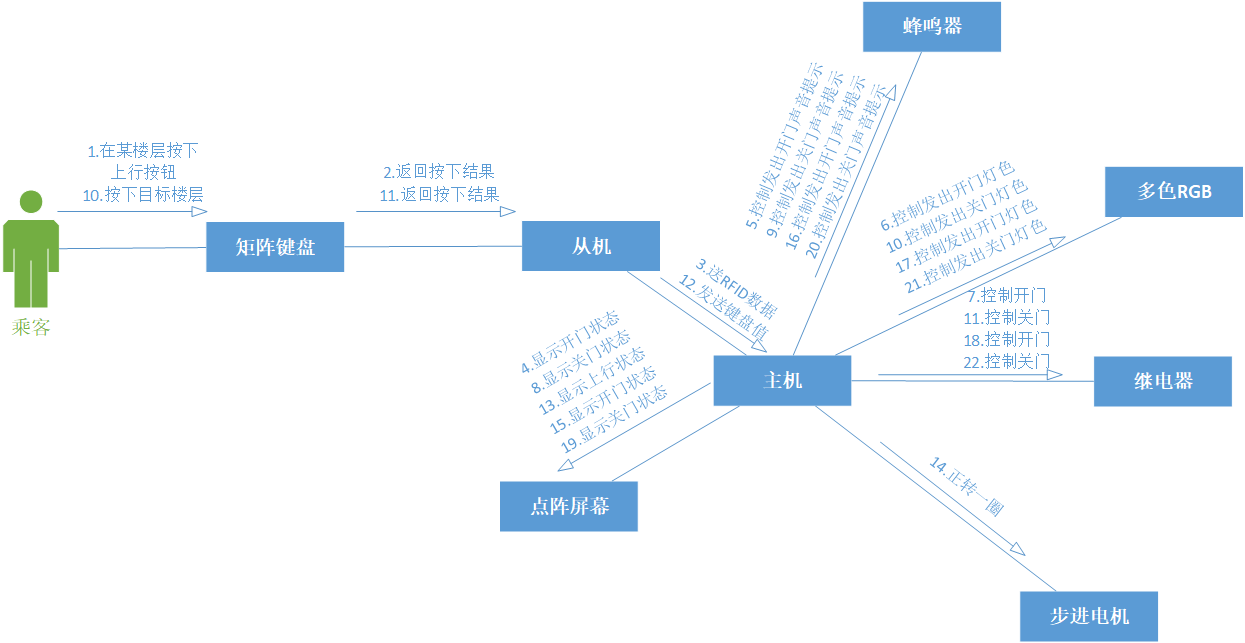 蜂鸣器
5.控制发出开门声音提示
9.控制发出关门声音提示
16.控制发出开门声音提示
20.控制发出关门声音提示
1.在某楼层按下
上行按钮
10.按下目标楼层
2.返回按下结果
11.返回按下结果
多色RGB
6.控制发出开门灯色
10.控制发出关门灯色
17.控制发出开门灯色
21.控制发出关门灯色
矩阵键盘
从机
3.送RFID数据
12.发送键盘值
7.控制开门
11.控制关门
18.控制开门
22.控制关门
乘客
4.显示开门状态
8.显示关门状态
13.显示上行状态
15.显示开门状态
19.显示关门状态
主机
继电器
14.正转一圈
点阵屏幕
步进电机